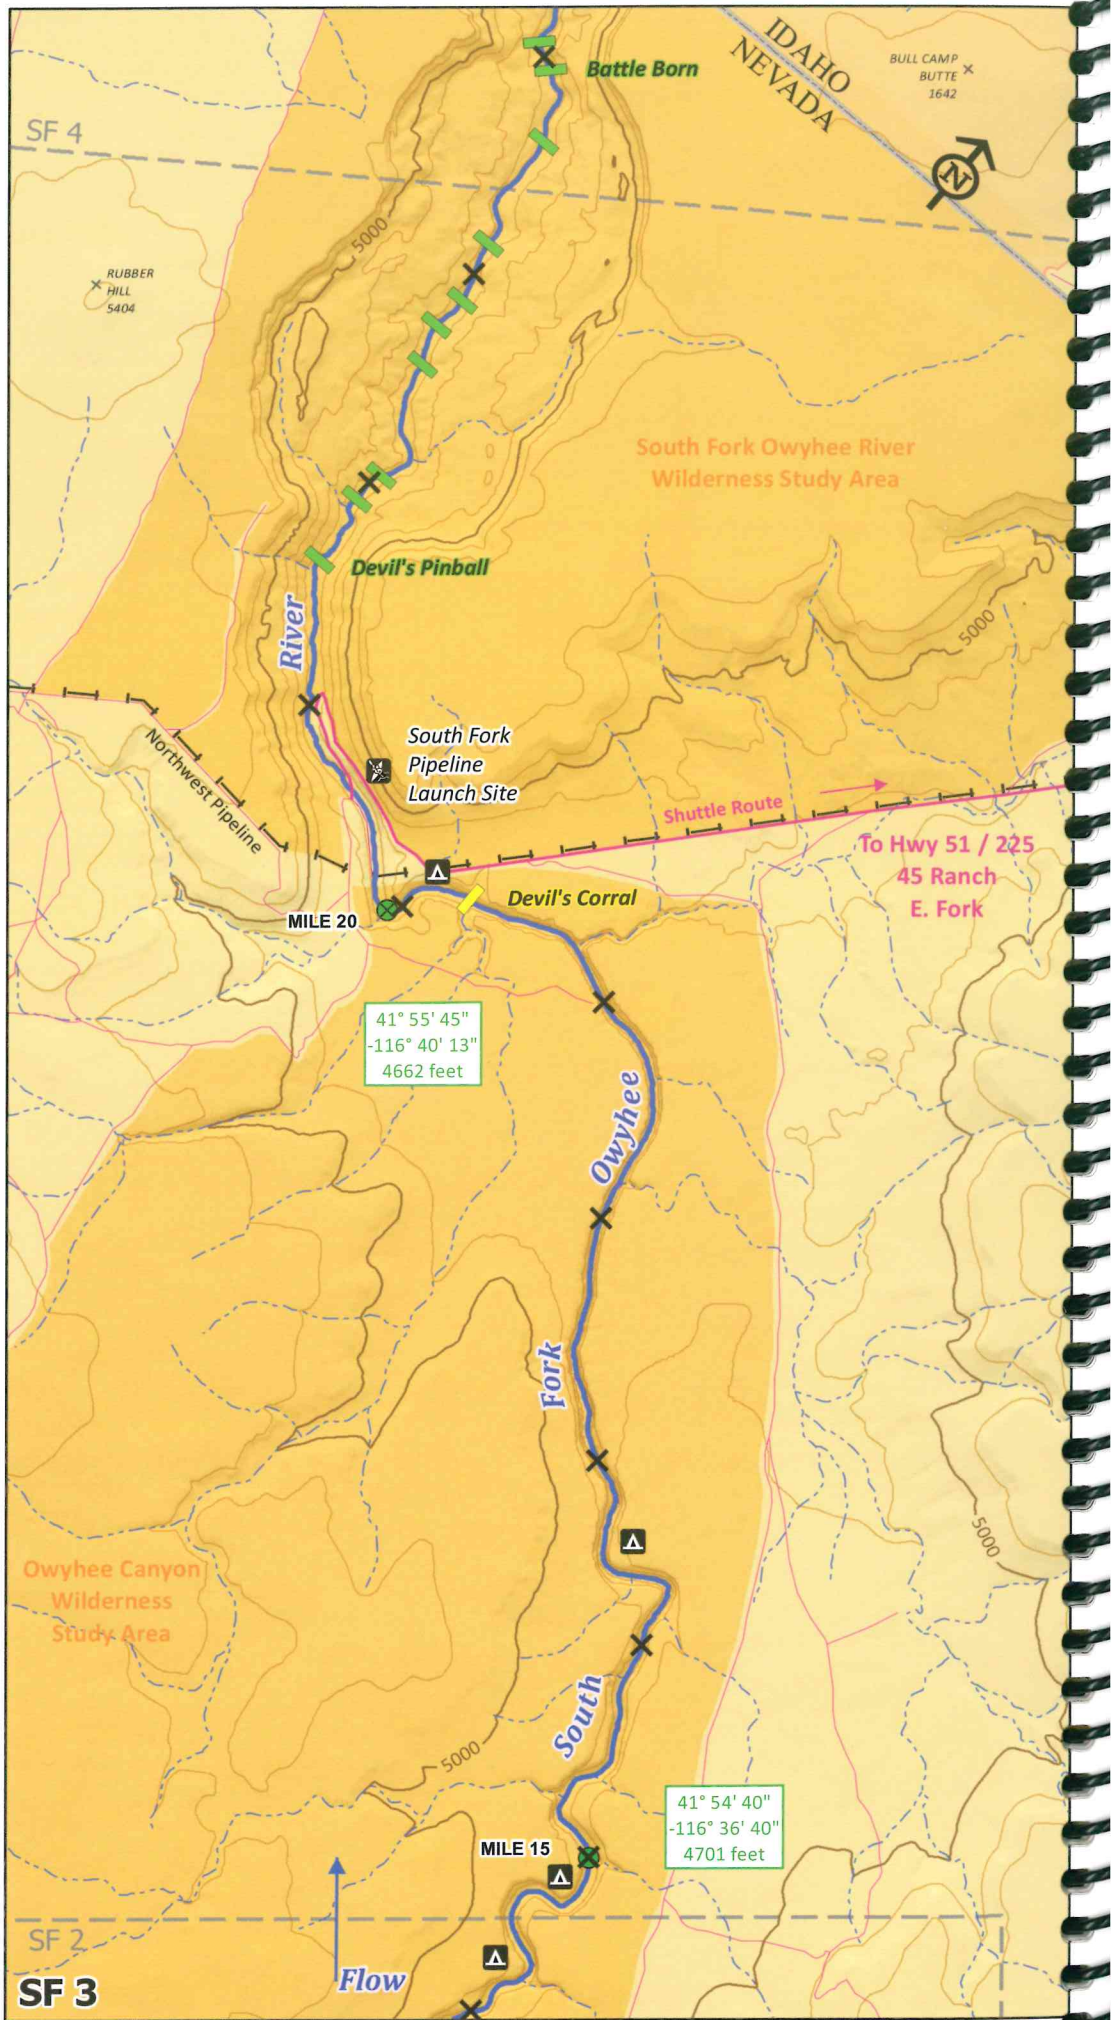 IDAHO
NEVADA
BULL CAMP
BUTTE
1642
Battle Born
SF 4
N
5000
RUBBER
HILL
5404
South Fork Owyhee River
Wilderness Study Area
Devil's Pinball
River
5000
Northwest Pipeline
South Fork
Pipeline
Launch Site
Shuttle Route
To Hwy 51 / 225
45 Ranch
E. Fork
Devil's Corral
MILE 20
41° 55' 45"
-116° 40' 13"
4662 feet
Owyhee
Fork
5000
Owyhee Canyon
Wilderness
Study Area
South
5000
41° 54' 40"
-116° 36' 40"
4701 feet
MILE 15
SF 2
SF 3
Flow